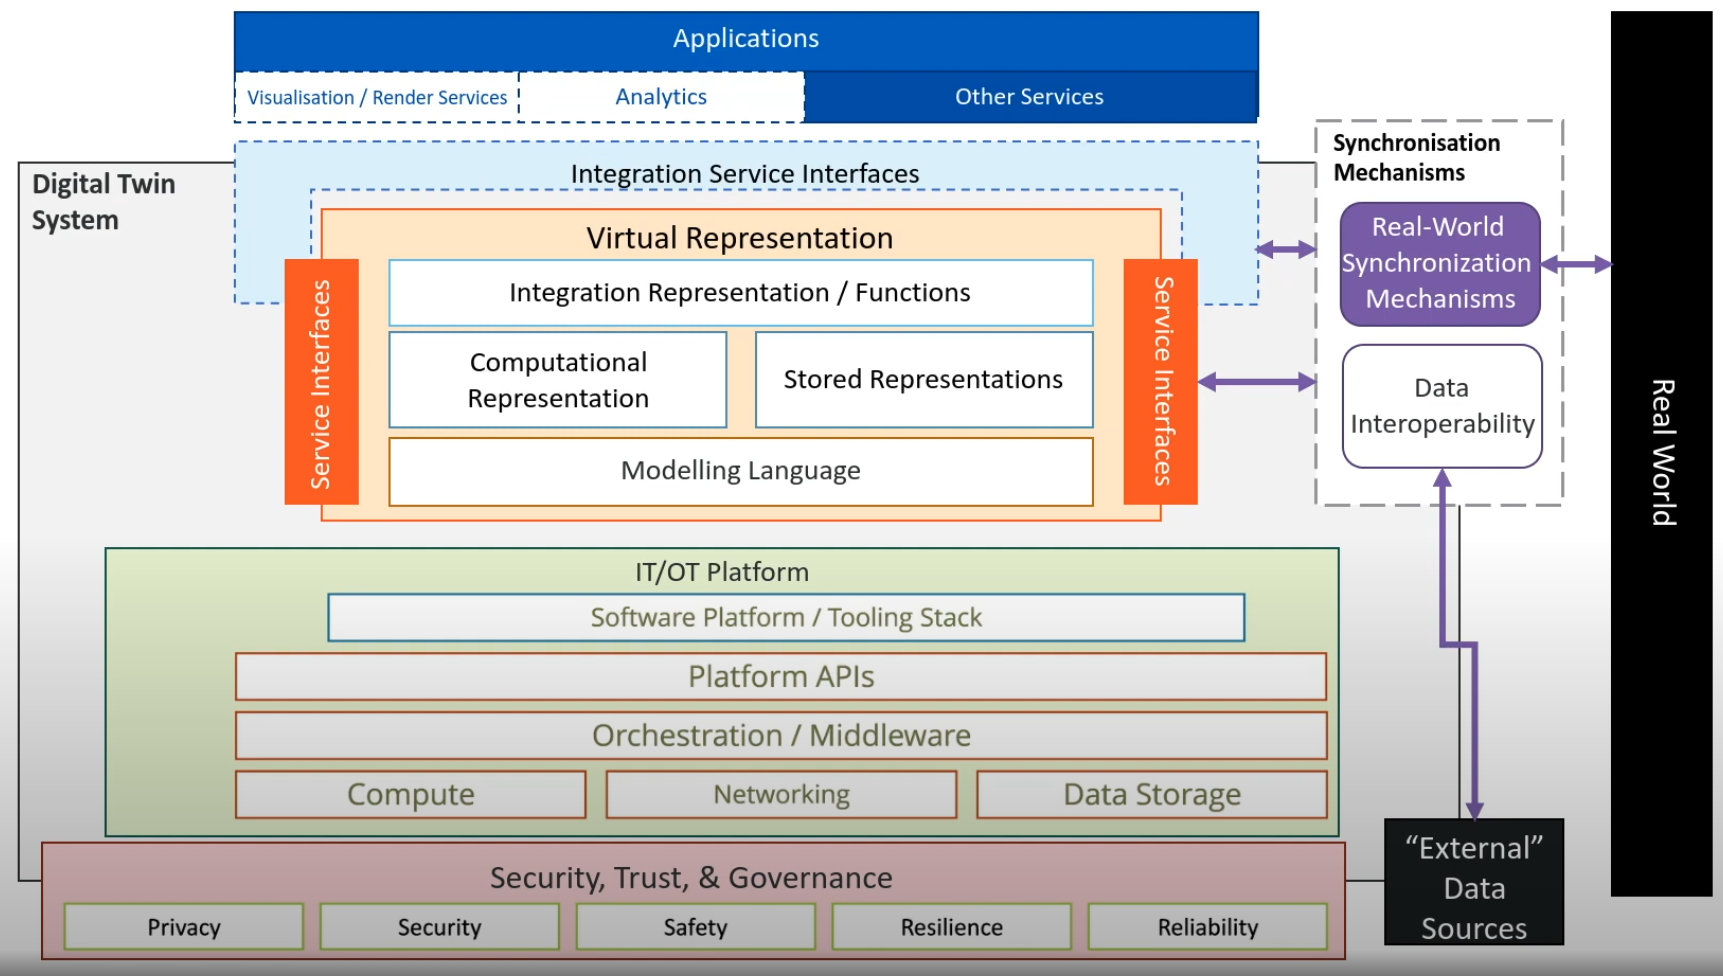 Applications
Visualisation / Render Services
Analytics
Other Services
Digital Twin
System
Integration Service Interfaces
Virtual Representation
Service Interfaces
Integration Representation / Functions
Computational
Representation
Stored Representations
Modelling Language
Service Interfaces
Synchronisation
Mechanisms
Real-World
Synchronization
Mechanisms
Data
Interoperability
Real World
IT/OT Platform
Software Platform / Tooling Stack
Platform APIs
Orchestration / Middleware
Compute
Networking
Data Storage
Security, Trust, & Governance
Privacy
Security
Safety
Resilience
Reliability
“External”
Data
Sources